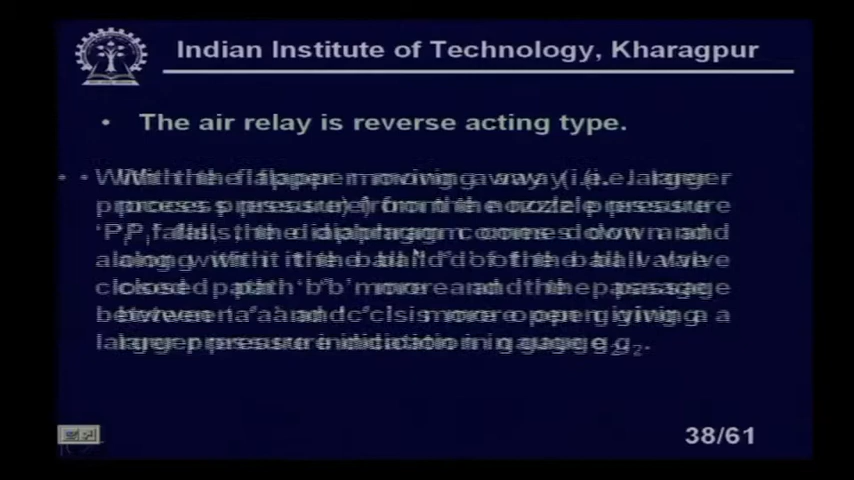 Indian Institute of Technology, Kharagpur
• The air relay is reverse acting type.
• With the flapper moving away (i.e. larger
process pressure) from the nozzle pressure
'P₁' falls, the diaphragm comes down and
along with it the ball 'd' of the ball valve
closed path 'b' more and the passage
between 'a' and 'c' is more open giving a
larger pressure indication in gauge g₂.
38/61